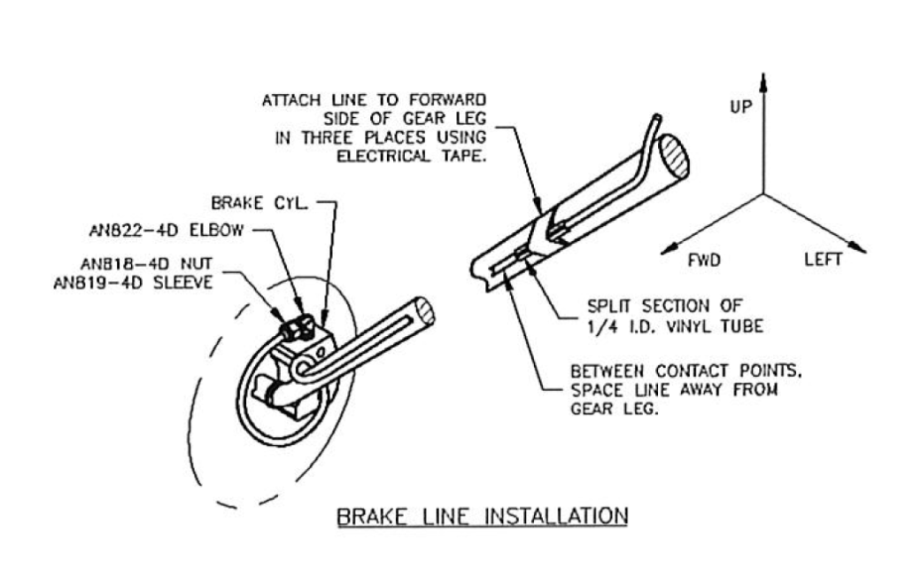 ATTACH LINE TO FORWARD
SIDE OF GEAR LEG
IN THREE PLACES USING
ELECTRICAL TAPE.
UP
BRAKE CYL.
AN822-4D ELBOW
AN818-4D NUT
AN819-4D SLEEVE
FWD
LEFT
SPLIT SECTION OF
1/4 I.D. VINYL TUBE
BETWEEN CONTACT POINTS,
SPACE LINE AWAY FROM
GEAR LEG.
BRAKE LINE INSTALLATION